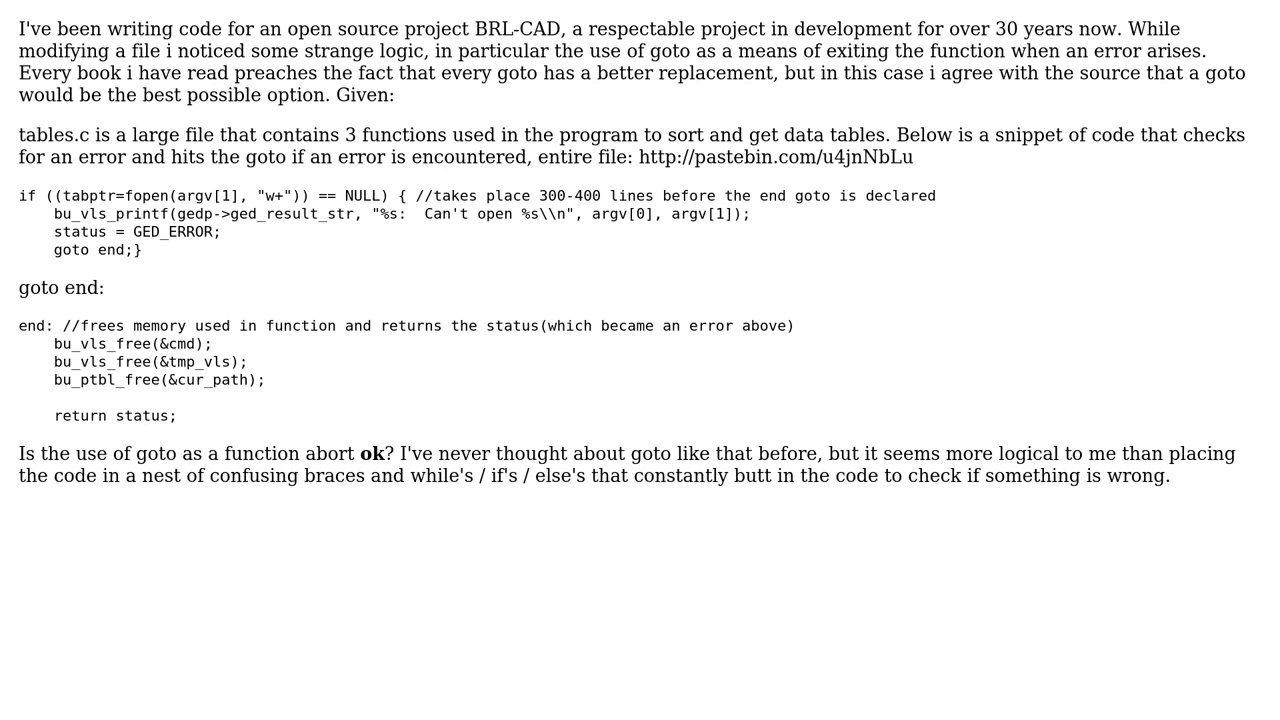 I've been writing code for an open source project BRL-CAD, a respectable project in development for over 30 years now. While
modifying a file i noticed some strange logic, in particular the use of goto as a means of exiting the function when an error arises.
Every book i have read preaches the fact that every goto has a better replacement, but in this case i agree with the source that a goto
would be the best possible option. Given:
tables.c is a large file that contains 3 functions used in the program to sort and get data tables. Below is a snippet of code that checks
for an error and hits the goto if an error is encountered, entire file: http://pastebin.com/u4jnNbLu
if ((tabptr=fopen(argv[1], "w+")) == NULL) { //takes place 300-400 lines before the end goto is declared
    bu_vls_printf(gedp->ged_result_str, "%s:  Can't open %s\\n", argv[0], argv[1]);
    status = GED_ERROR;
    goto end;}
goto end:
end: //frees memory used in function and returns the status(which became an error above)
    bu_vls_free(&cmd);
    bu_vls_free(&tmp_vls);
    bu_ptbl_free(&cur_path);
    return status;
Is the use of goto as a function abort ok? I've never thought about goto like that before, but it seems more logical to me than placing
the code in a nest of confusing braces and while's / if's / else's that constantly butt in the code to check if something is wrong.